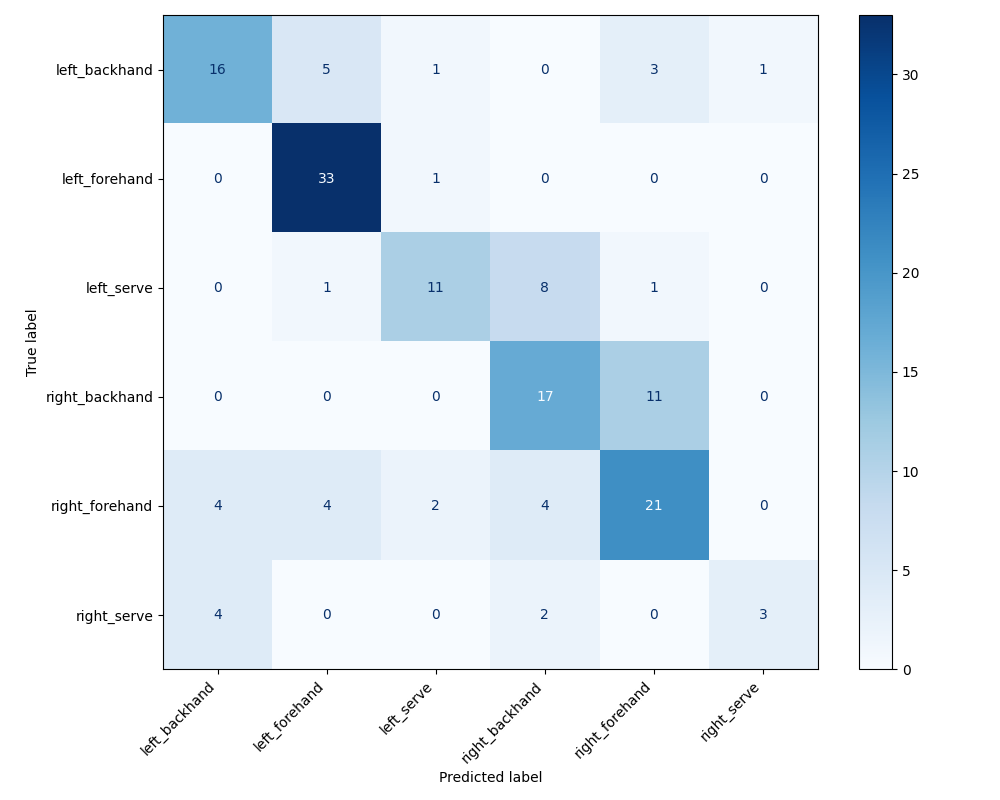 left_backhand 16 5 1 0 3 1
left_forehand 0 33 1 0 0 0
left_serve 0 1 11 8 1 0
right_backhand 0 0 0 17 11 0
right_forehand 4 4 2 4 21 0
right_serve 4 0 0 2 0 3
True label
left_backhand left_forehand left_serve right_backhand right_forehand right_serve
Predicted label
30
25
20
15
10
5
0